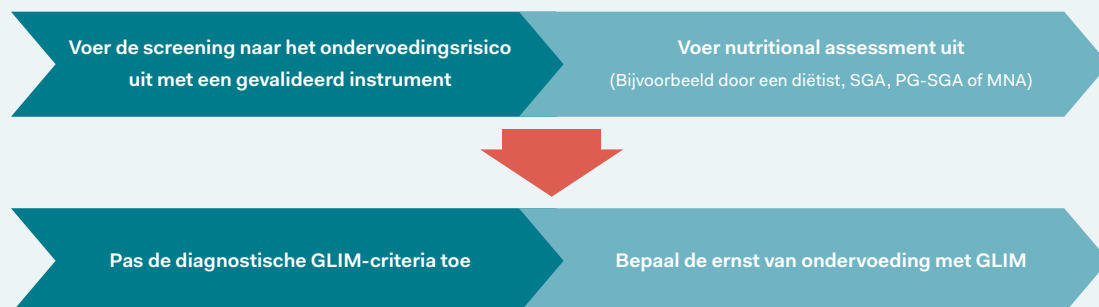 Voer de screening naar het ondervoedingsrisico
uit met een gevalideerd instrument
Voer nutritional assessment uit
(Bijvoorbeeld door een diëtist, SGA, PG-SGA of MNA)
Pas de diagnostische GLIM-criteria toe
Bepaal de ernst van ondervoeding met GLIM